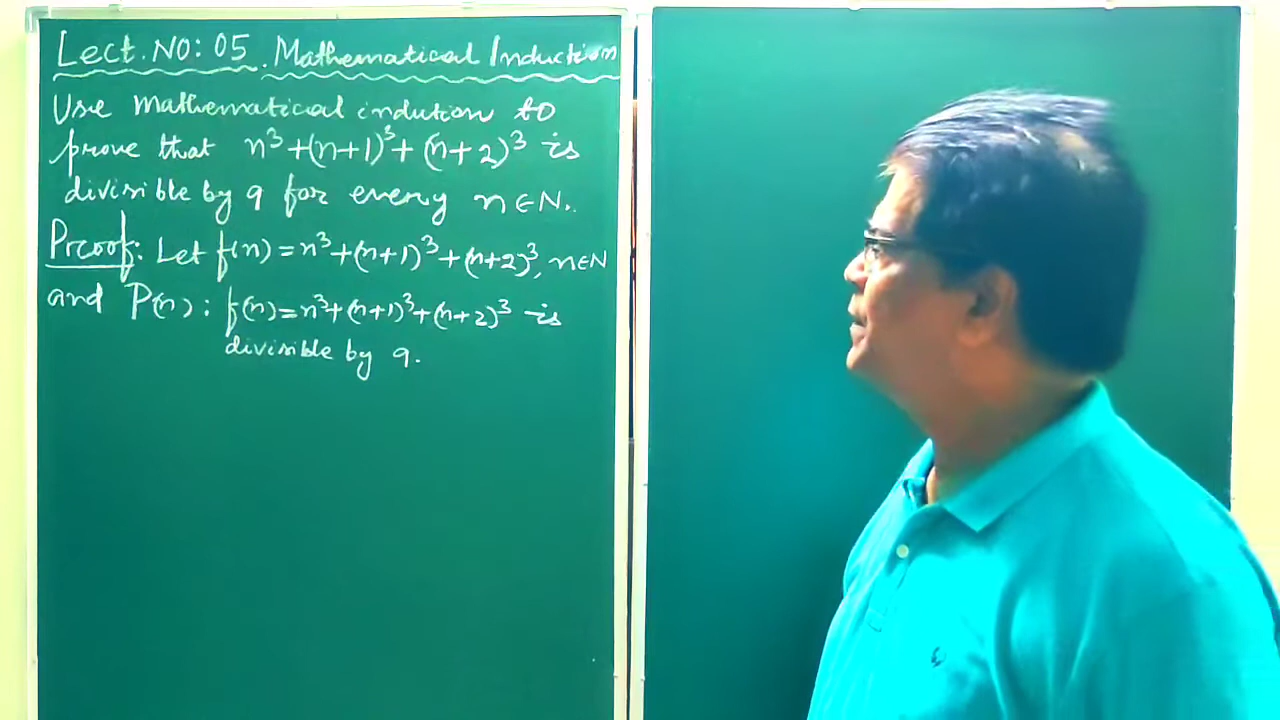 Lect. NO: 05. Mathematical Induction
Use mathematical indution to
prove that n³+(n+1)³+(n+2)³ is
divisible by 9 for every n∈N.
Proof: Let f(n)=n³+(n+1)³+(n+2)³, n∈N
and P(n): f(n)=n³+(n+1)³+(n+2)³ is
divisible by 9.